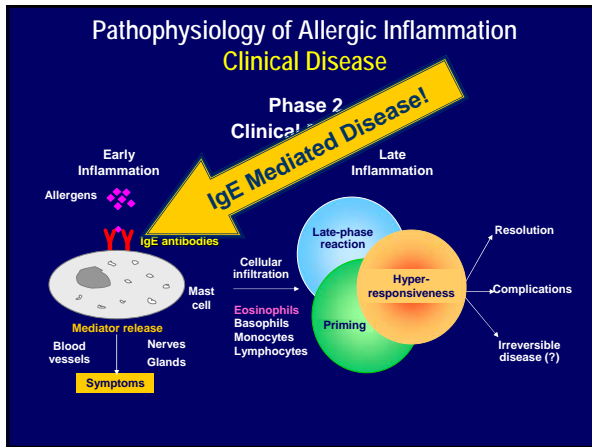 Pathophysiology of Allergic Inflammation
Clinical Disease
Phase 2
Clinical
IgE Mediated Disease!
Early
Inflammation
Late
Inflammation
Allergens
IgE antibodies
Mast
cell
Mediator release
Blood
vessels
Nerves
Glands
Symptoms
Cellular
infiltration
Eosinophils
Basophils
Monocytes
Lymphocytes
Late-phase
reaction
Priming
Hyper-
responsiveness
Resolution
Complications
Irreversible
disease (?)